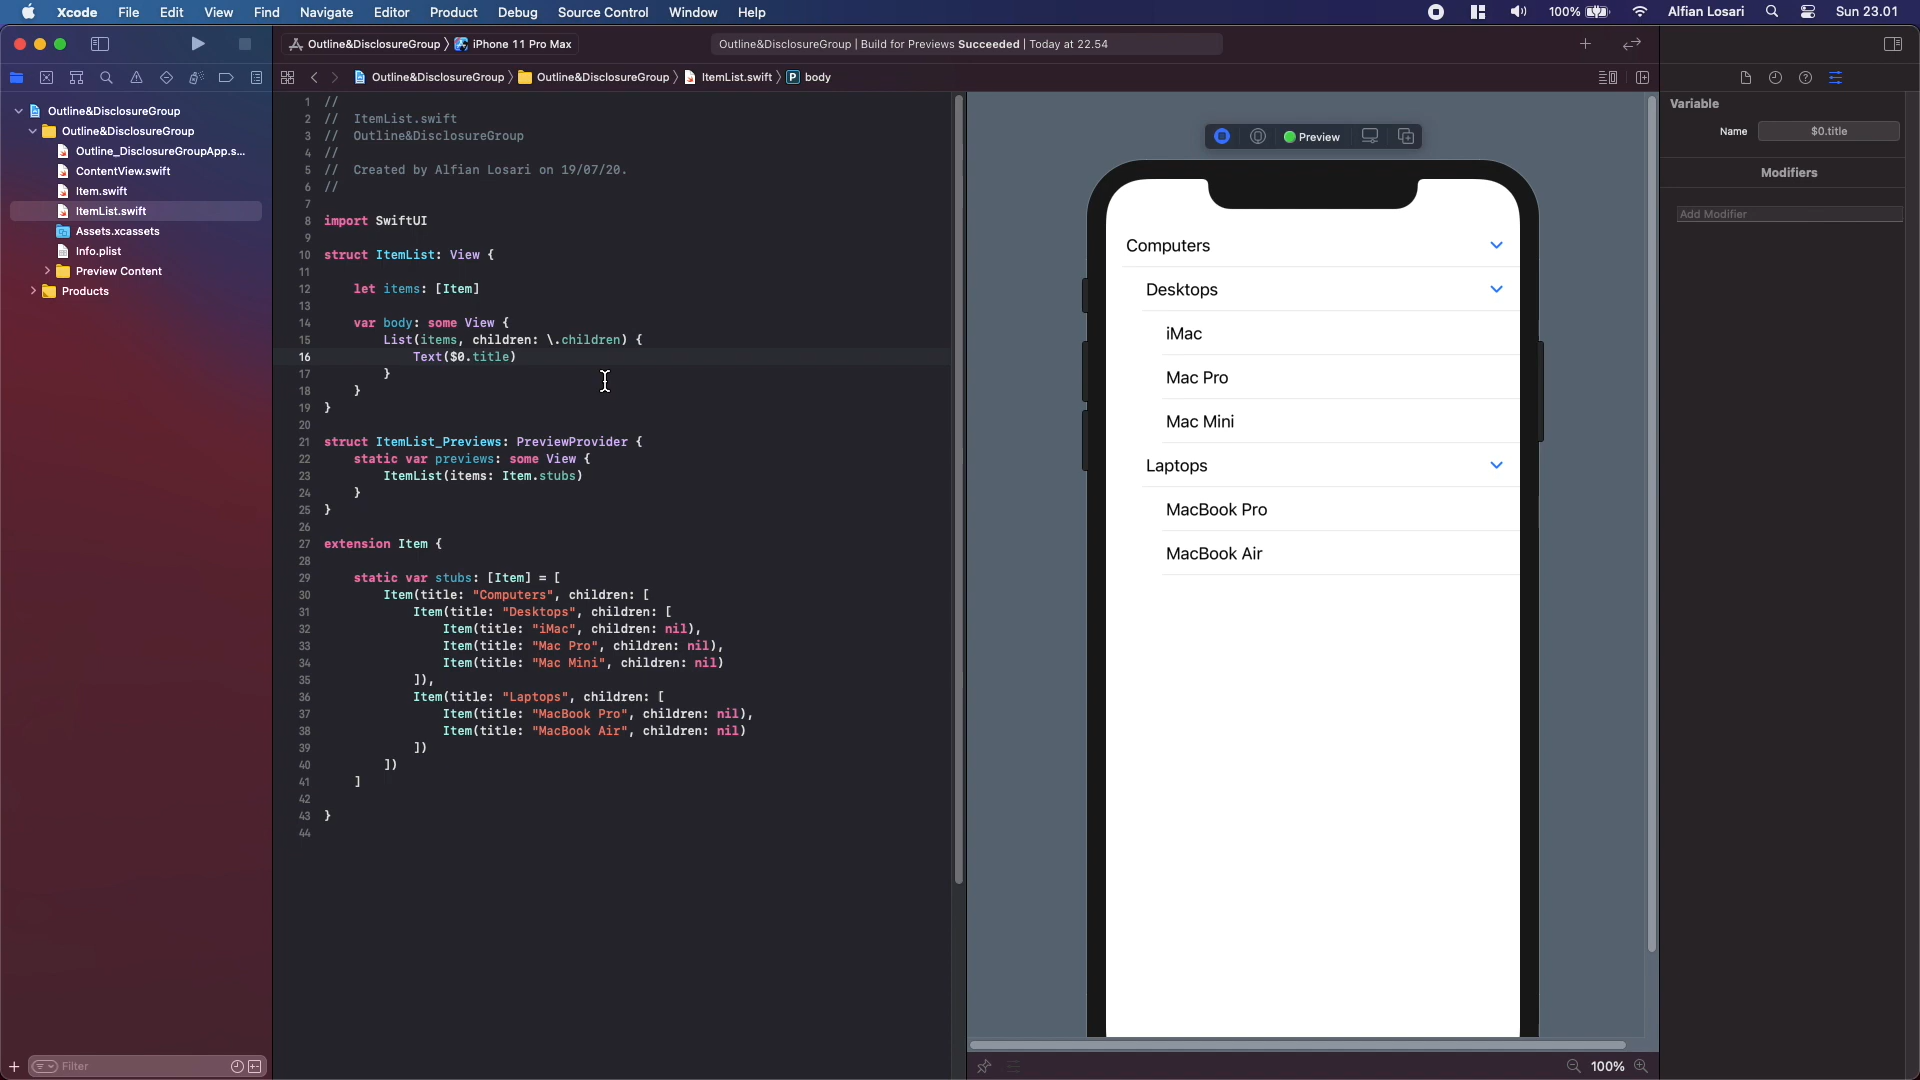 Xcode File Edit View Find Navigate Editor Product Debug Source Control Window Help 100% Alfian Losari Sun 23.01
Outline&DisclosureGroup iPhone 11 Pro Max
Outline&DisclosureGroup | Build for Previews Succeeded | Today at 22.54
Outline&DisclosureGroup Outline&DisclosureGroup ItemList.swift P body
Outline&DisclosureGroup
Outline&DisclosureGroup
Outline_DisclosureGroupApp.s...
ContentView.swift
Item.swift
ItemList.swift
Assets.xcassets
Info.plist
Preview Content
Products
Filter
1 //
2 // ItemList.swift
3 // Outline&DisclosureGroup
4 //
5 // Created by Alfian Losari on 19/07/20.
6 //
7
8 import SwiftUI
9
10 struct ItemList: View {
11
12 let items: [Item]
13
14 var body: some View {
15 List(items, children: \.children) {
16 Text($0.title)
17 }
18 }
19 }
20
21 struct ItemList_Previews: PreviewProvider {
22 static var previews: some View {
23 ItemList(items: Item.stubs)
24 }
25 }
26
27 extension Item {
28
29 static var stubs: [Item] = [
30 Item(title: "Computers", children: [
31 Item(title: "Desktops", children: [
32 Item(title: "iMac", children: nil),
33 Item(title: "Mac Pro", children: nil),
34 Item(title: "Mac Mini", children: nil)
35 ]),
36 Item(title: "Laptops", children: [
37 Item(title: "MacBook Pro", children: nil),
38 Item(title: "MacBook Air", children: nil)
39 ])
40 ])
41 ]
42
43 }
44
Preview
Computers
Desktops
iMac
Mac Pro
Mac Mini
Laptops
MacBook Pro
MacBook Air
100%
Variable
Name $0.title
Modifiers
Add Modifier